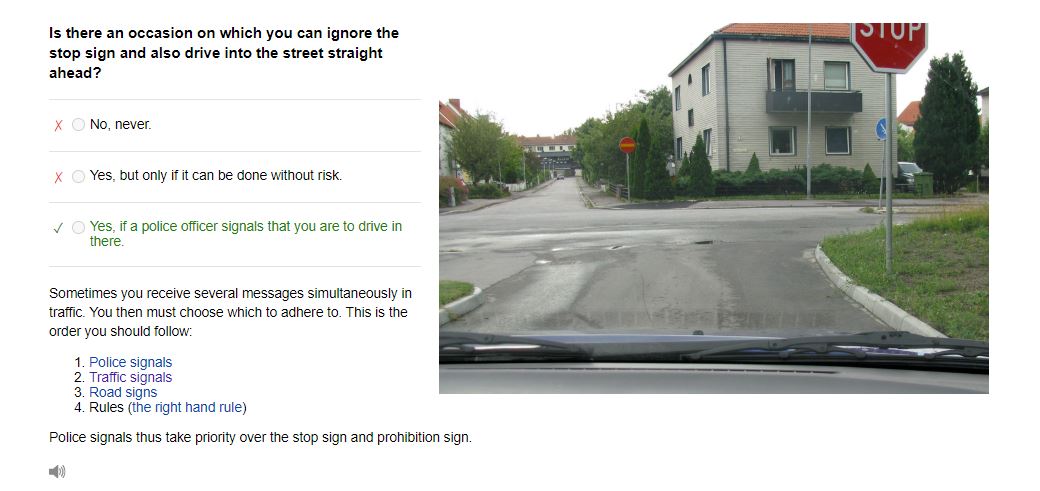 Is there an occasion on which you can ignore the
stop sign and also drive into the street straight
ahead?
No, never.
Yes, but only if it can be done without risk.
Yes, if a police officer signals that you are to drive in
there.
Sometimes you receive several messages simultaneously in
traffic. You then must choose which to adhere to. This is the
order you should follow:
1. Police signals
2. Traffic signals
3. Road signs
4. Rules (the right hand rule)
Police signals thus take priority over the stop sign and prohibition sign.
STOP